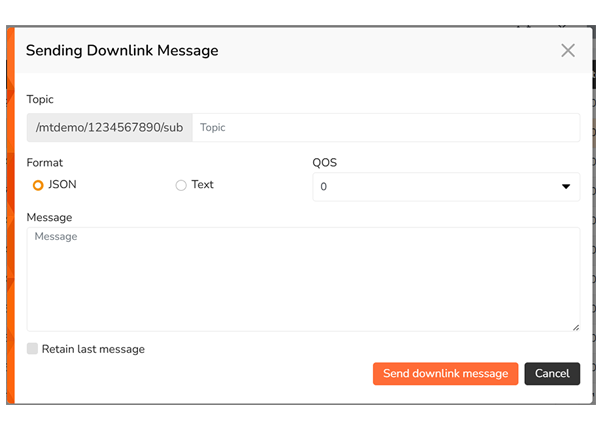 Sending Downlink Message
Topic
/mtdemo/1234567890/sub Topic
Format QOS
JSON Text 0
Message
Message
Retain last message
Send downlink message Cancel